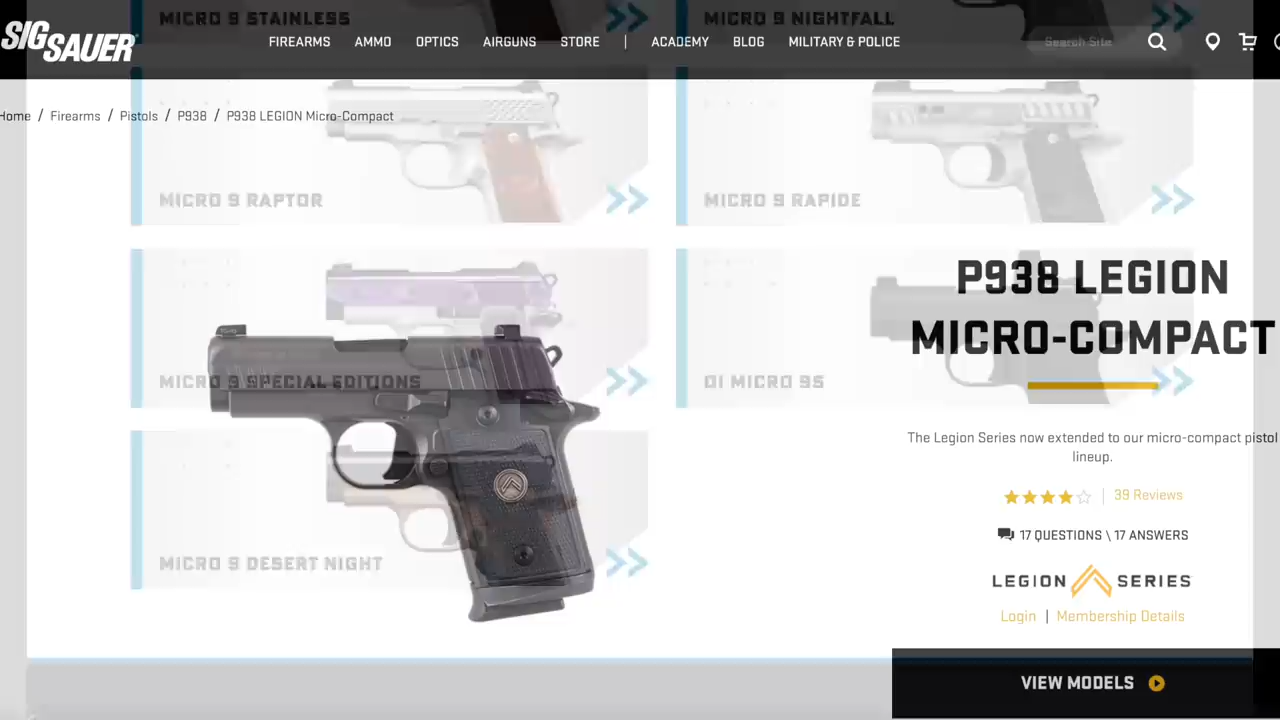 MICRO 9 STAINLESS
MICRO 9 NIGHTFALL
SIG SAUER
FIREARMS AMMO OPTICS AIRGUNS STORE | ACADEMY BLOG MILITARY & POLICE
Search Site
Home / Firearms / Pistols / P938 / P938 LEGION Micro-Compact
MICRO 9 RAPTOR
MICRO 9 RAPIDE
P938 LEGION
MICRO-COMPACT
MICRO 9 SPECIAL EDITIONS
DI MICRO 9S
The Legion Series now extended to our micro-compact pistol
lineup.
39 Reviews
17 QUESTIONS \ 17 ANSWERS
MICRO 9 DESERT NIGHT
LEGION SERIES
Login | Membership Details
VIEW MODELS